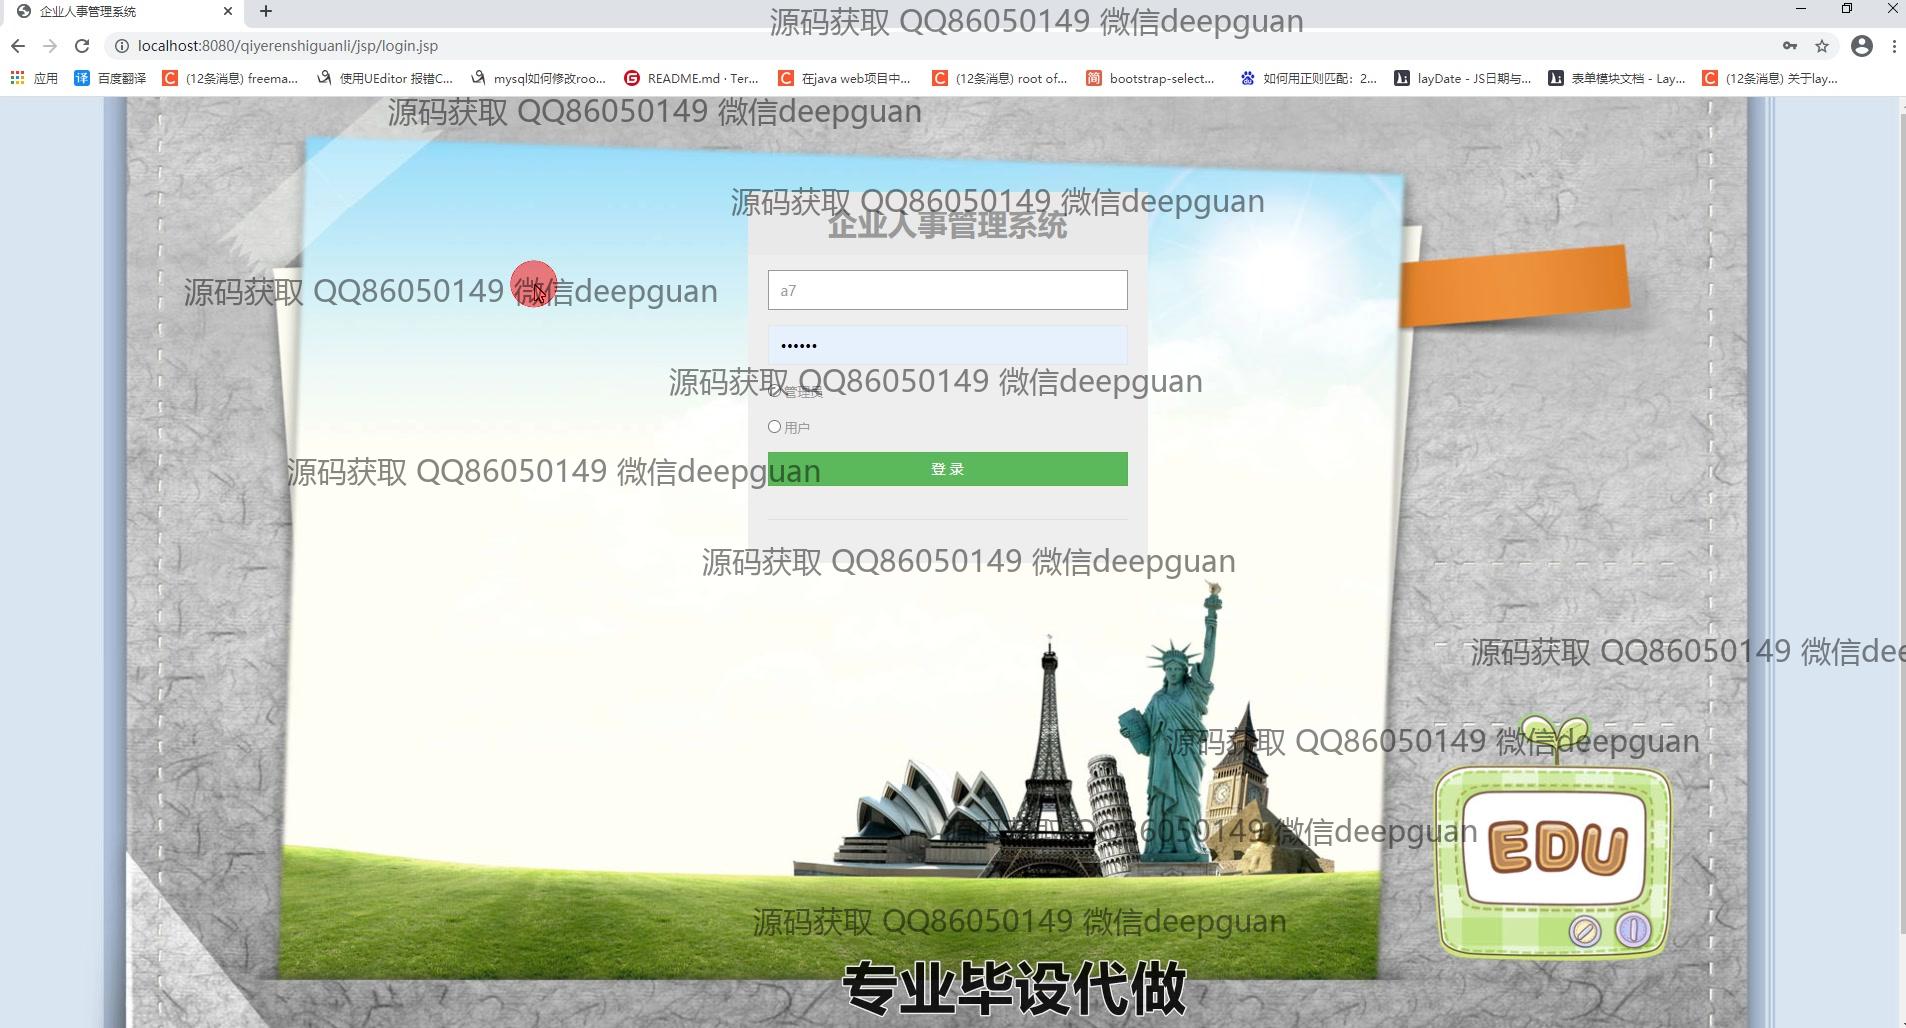 企业人事管理系统
源码获取 QQ86050149 微信deepguan
localhost:8080/qiyerenshiguanli/jsp/login.jsp
应用 百度翻译 (12条消息) freema... 使用UEditor 报错C... mysql如何修改roo... README.md · Ter... 在java web项目中... (12条消息) root of... bootstrap-select... 如何用正则匹配：2... layDate - JS日期与... 表单模块文档 - Lay... (12条消息) 关于lay...
源码获取 QQ86050149 微信deepguan
源码获取 QQ86050149 微信deepguan
企业人事管理系统
源码获取 QQ86050149 微信deepguan
a7
••••••
源码获取 QQ86050149 微信deepguan
管理员
用户
源码获取 QQ86050149 微信deepguan
登 录
源码获取 QQ86050149 微信deepguan
源码获取 QQ86050149 微信dee
源码获取 QQ86050149 微信deepguan
源码获取 QQ86050149 微信deepguan
EDU
源码获取 QQ86050149 微信deepguan
专业毕设代做